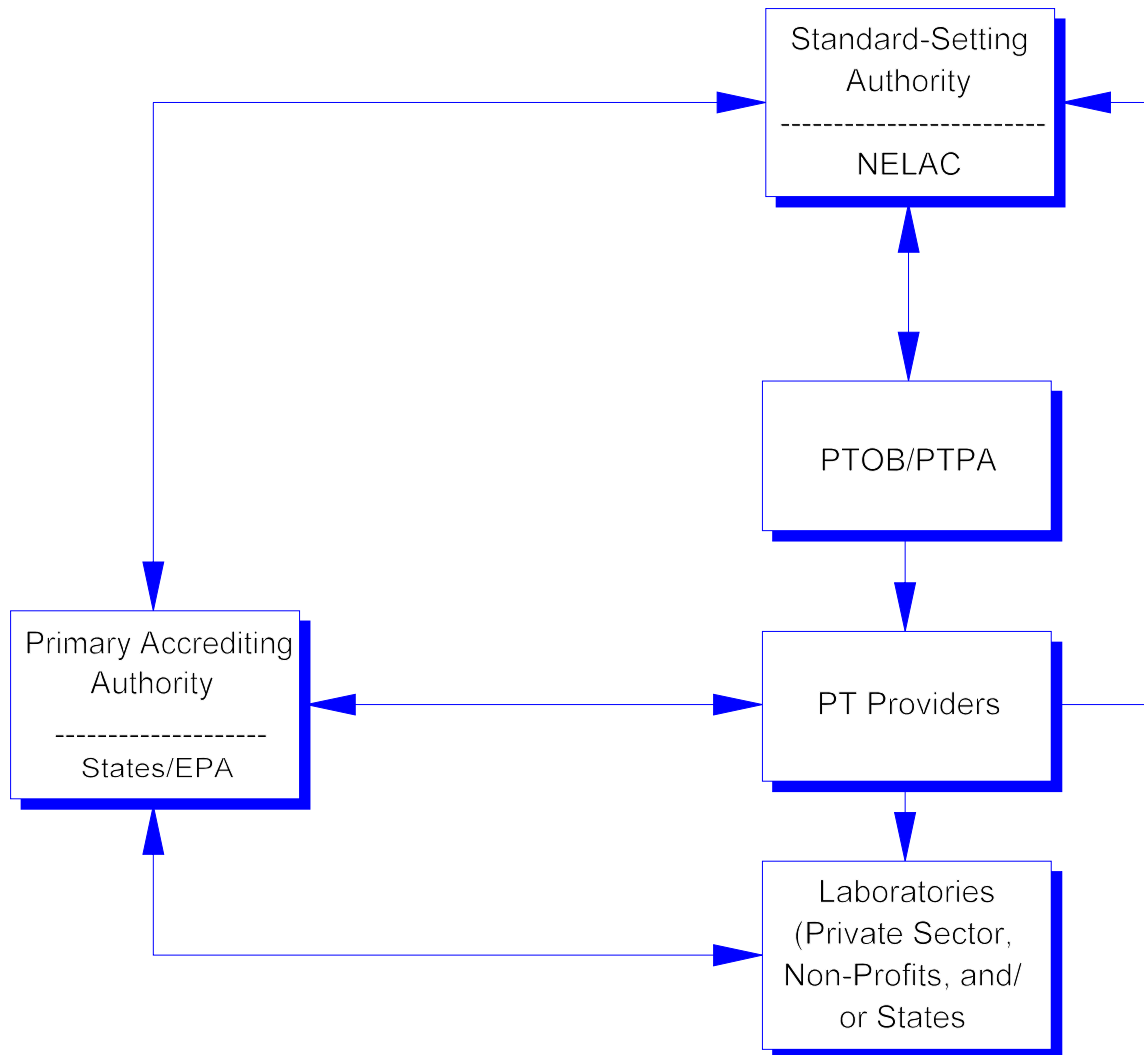 Standard-Setting
Authority
-------------------------
NELAC
PTOB/PTPA
Primary Accrediting
Authority
--------------------
States/EPA
PT Providers
Laboratories
(Private Sector,
Non-Profits, and/
or States